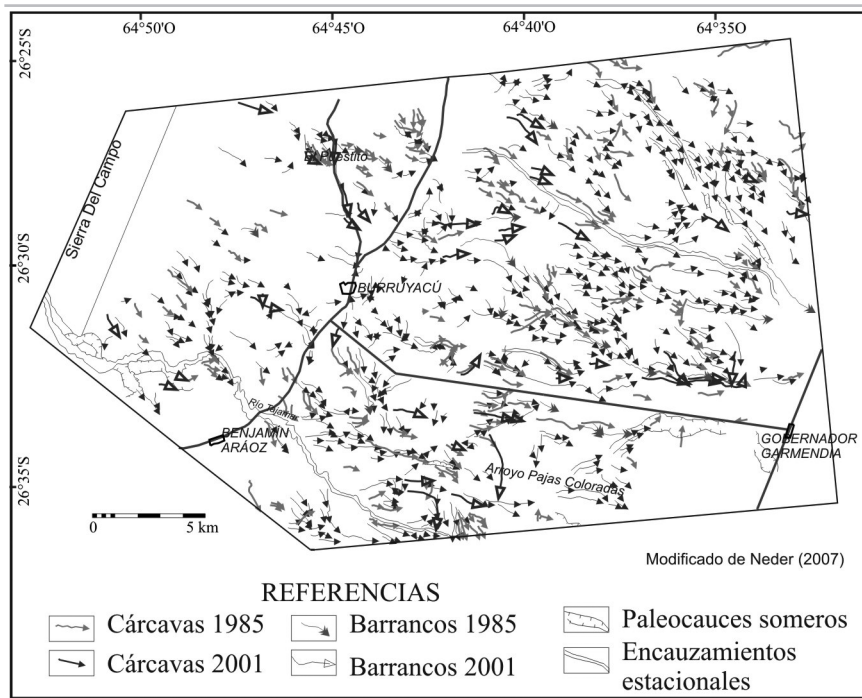 64°50'O 64°45'O 64°40'O 64°35'O
26°25'S
26°30'S
26°35'S
Sierra Del Campo
El Puestito
BURRUYACÚ
Rio Tajamar
BENJAMÍN
ARÁOZ
Arroyo Pajas Coloradas
GOBERNADOR
GARMENDIA
0 5 km
Modificado de Neder (2007)
REFERENCIAS
Cárcavas 1985
Barrancos 1985
Paleocauces someros
Cárcavas 2001
Barrancos 2001
Encauzamientos
estacionales